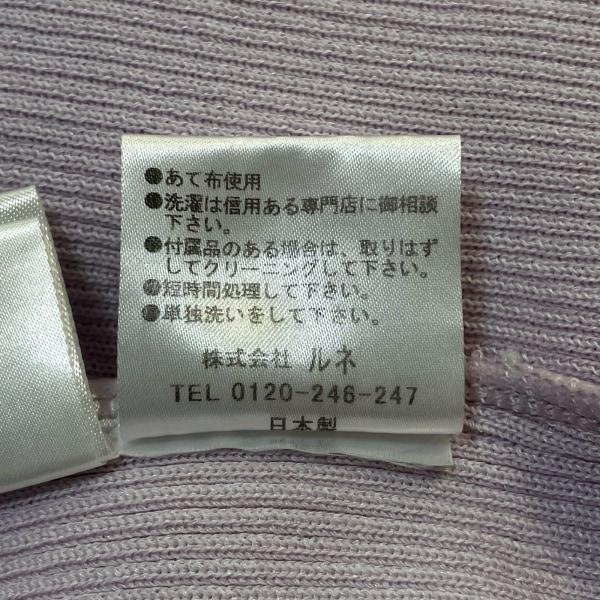 ●あて布使用
●洗濯は信用ある専門店に御相談
下さい。
●付属品のある場合は、取りはず
してクリーニングして下さい。
●短時間処理して下さい。
●単独洗いをして下さい。
株式会社 ルネ
TEL 0120-246-247
日本製